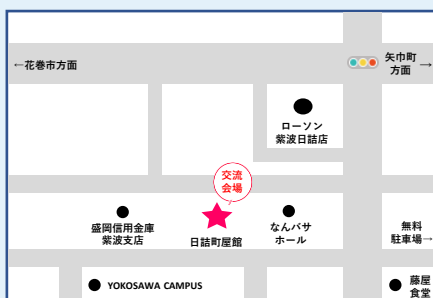 ←花巻市方面
矢巾町
方面 →
ローソン
紫波日詰店
交流
会場
盛岡信用金庫
紫波支店
日詰町屋館
なんバサ
ホール
無料
駐車場→
YOKOSAWA CAMPUS
藤屋
食堂